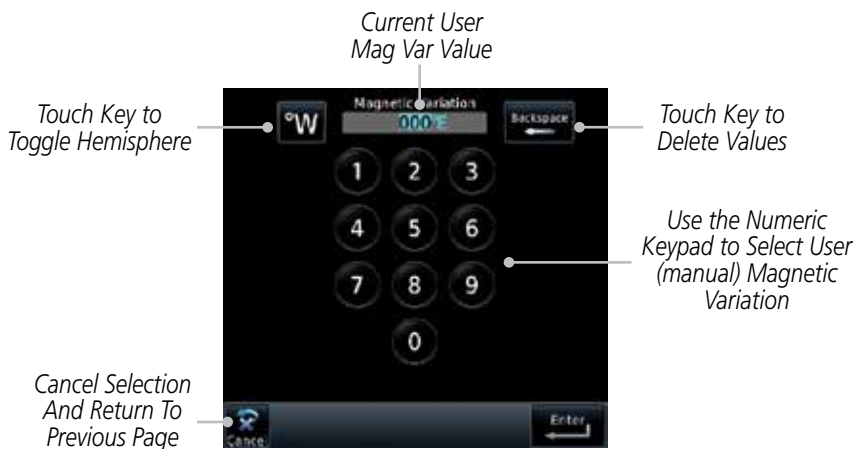 Current User
Mag Var Value
Touch Key to
Toggle Hemisphere
°W
Magnetic Variation
000°E
Backspace
Touch Key to
Delete Values
1 2 3
4 5 6
7 8 9
0
Use the Numeric
Keypad to Select User
(manual) Magnetic
Variation
Cancel Selection
And Return To
Previous Page
Cancel
Enter